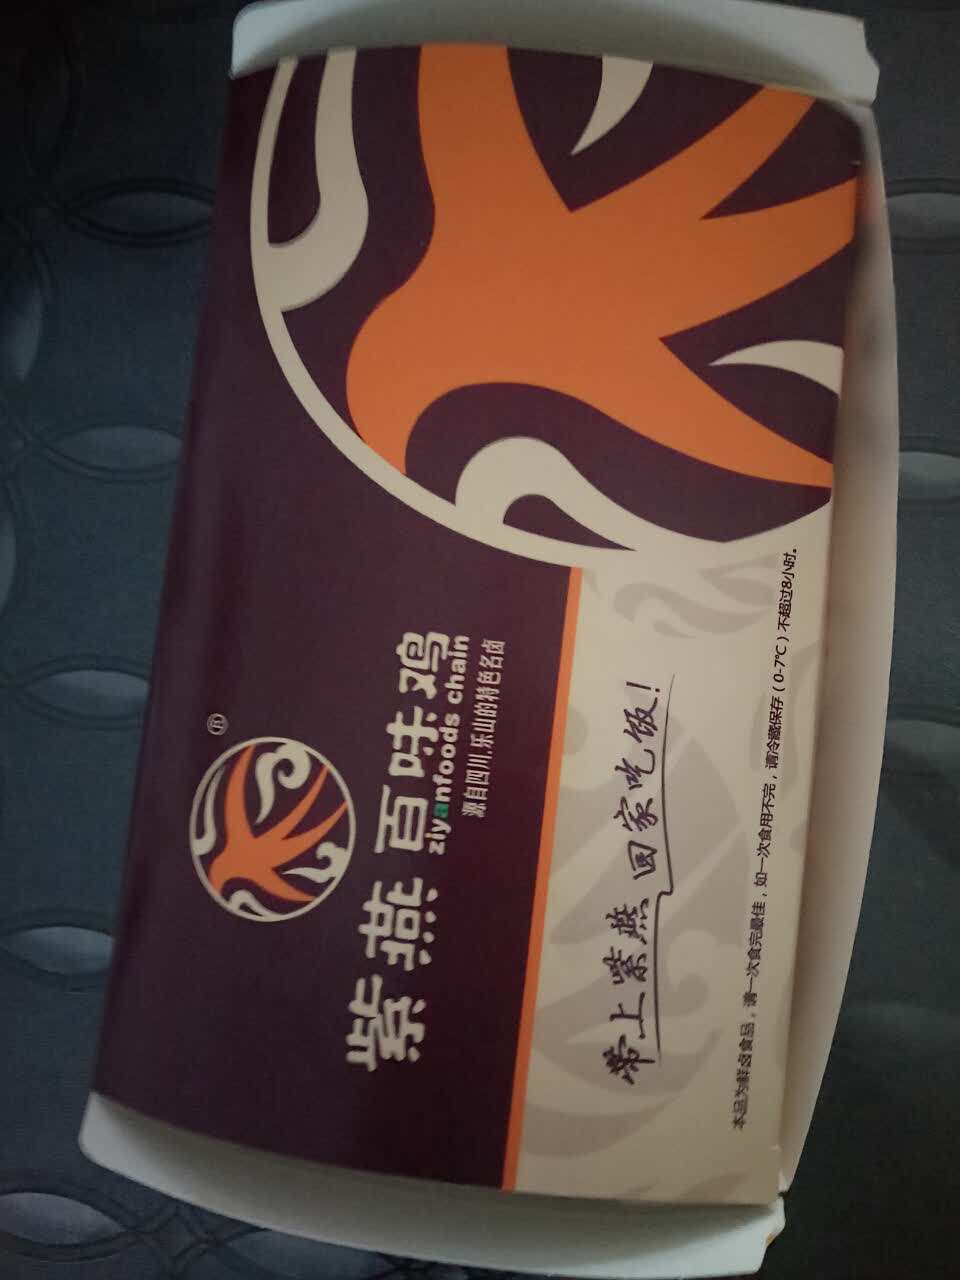 ®
紫燕百味鸡
ziyanfoods chain
源自四川.乐山的特色名卤
常上紫燕 回家吃饭!
本品为鲜卤食品，请一次食完最佳，如一次食用不完，请冷藏保存（0-7℃）不超过8小时。